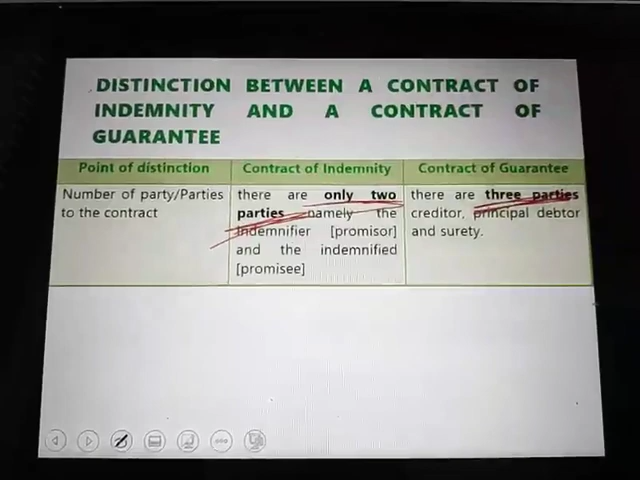 DISTINCTION BETWEEN A CONTRACT OF
INDEMNITY AND A CONTRACT OF
GUARANTEE
Point of distinction
Contract of Indemnity
Contract of Guarantee
Number of party/Parties
to the contract
there are only two
parties namely the
indemnifier [promisor]
and the indemnified
[promisee]
there are three parties
creditor, principal debtor
and surety.